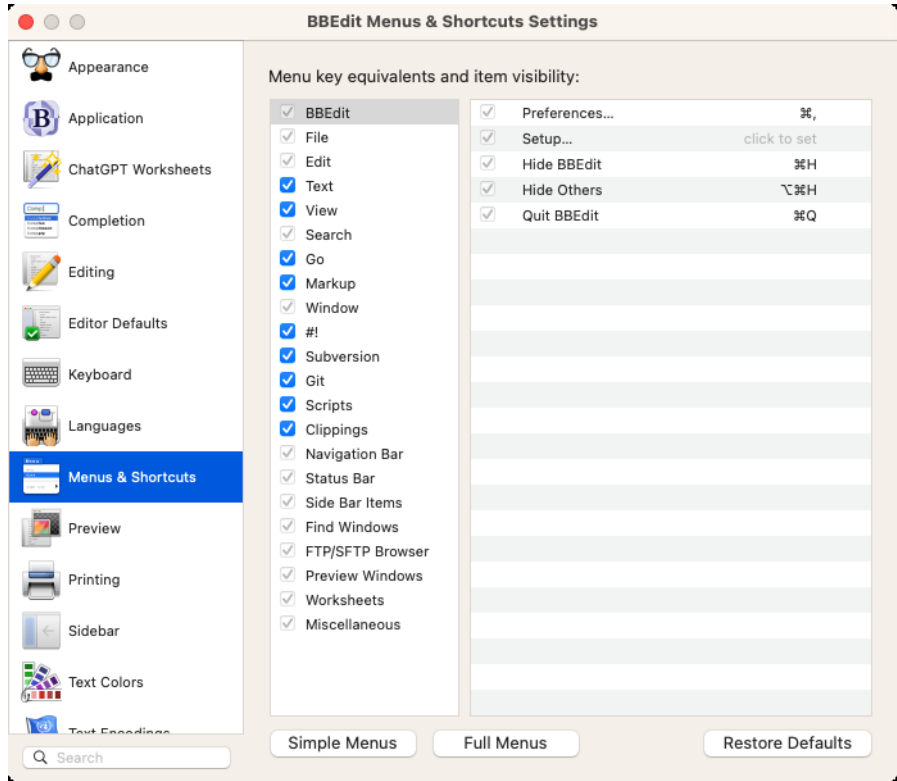 BBEdit Menus & Shortcuts Settings
Appearance
Application
ChatGPT Worksheets
Completion
Editing
Editor Defaults
Keyboard
Languages
Menus & Shortcuts
Preview
Printing
Sidebar
Text Colors
Text Encodings
Search
Menu key equivalents and item visibility:
BBEdit
File
Edit
Text
View
Search
Go
Markup
Window
#!
Subversion
Git
Scripts
Clippings
Navigation Bar
Status Bar
Side Bar Items
Find Windows
FTP/SFTP Browser
Preview Windows
Worksheets
Miscellaneous
Preferences... ⌘,
Setup... click to set
Hide BBEdit ⌘H
Hide Others ⌥⌘H
Quit BBEdit ⌘Q
Simple Menus
Full Menus
Restore Defaults